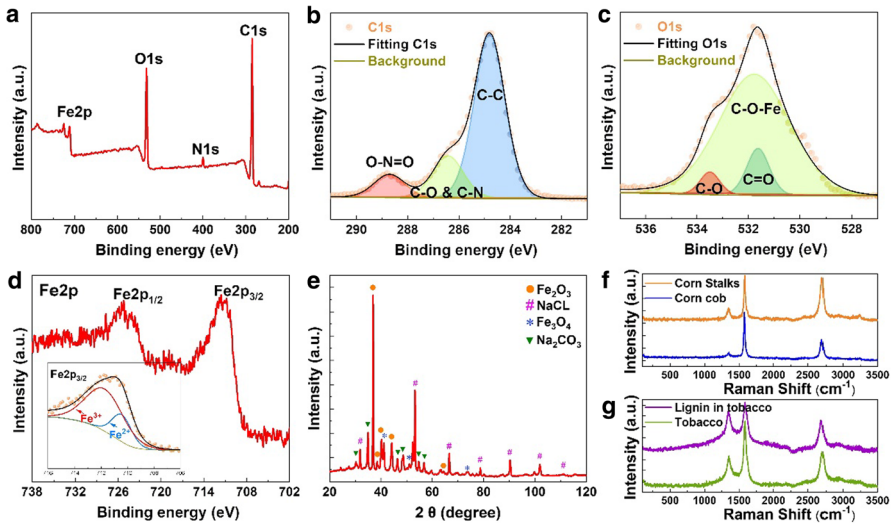 a
C1s
O1s
Fe2p
N1s
Intensity (a.u.)
800 700 600 500 400 300 200
Binding energy (eV)
b
C1s
Fitting C1s
Background
C-C
O-N=O
C-O & C-N
Intensity (a.u.)
290 288 286 284 282
Binding energy (eV)
c
O1s
Fitting O1s
Background
C-O-Fe
C-O
C=O
Intensity (a.u.)
536 534 532 530 528
Binding energy (eV)
d
Fe2p
Fe2p1/2
Fe2p3/2
Intensity (a.u.)
Fe2p3/2
Fe3+
Fe2+
738 726 714 702
Binding energy (eV)
e
Fe2O3
NaCL
Fe3O4
Na2CO3
# # # # # # #
* * *
Intensity (a.u.)
20 40 60 80 100 120
2 θ (degree)
f
Corn Stalks
Corn cob
Intensity (a.u.)
500 1000 1500 2000 2500 3000 3500
Raman Shift (cm-1)
g
Lignin in tobacco
Tobacco
Intensity (a.u.)
500 1000 1500 2000 2500 3000 3500
Raman Shift (cm-1)